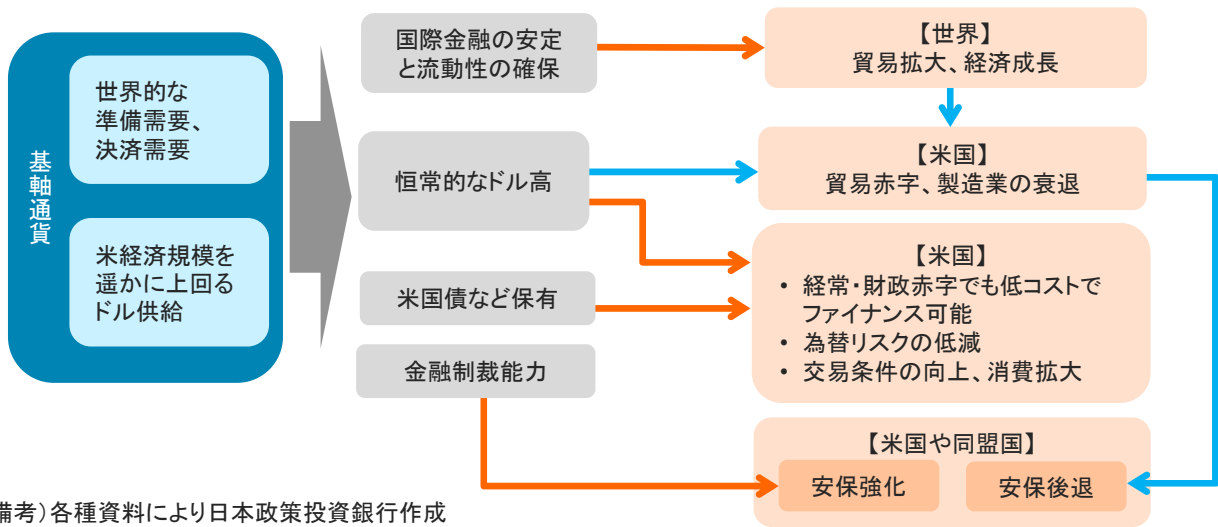 基軸通貨
世界的な
準備需要、
決済需要
米経済規模を
遥かに上回る
ドル供給
国際金融の安定
と流動性の確保
恒常的なドル高
米国債など保有
金融制裁能力
【世界】
貿易拡大、経済成長
【米国】
貿易赤字、製造業の衰退
【米国】
• 経常・財政赤字でも低コストで
ファイナンス可能
• 為替リスクの低減
• 交易条件の向上、消費拡大
【米国や同盟国】
安保強化
安保後退
備考）各種資料により日本政策投資銀行作成